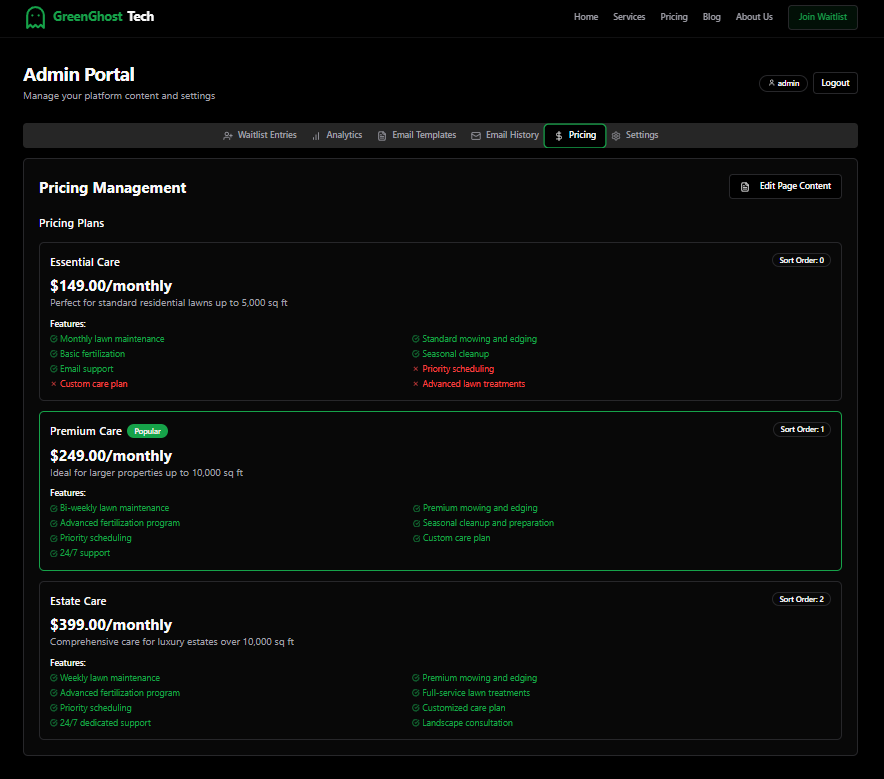 GreenGhost Tech
Home Services Pricing Blog About Us Join Waitlist
Admin Portal
Manage your platform content and settings
admin Logout
Waitlist Entries Analytics Email Templates Email History Pricing Settings
Pricing Management
Edit Page Content
Pricing Plans
Essential Care
Sort Order: 0
$149.00/monthly
Perfect for standard residential lawns up to 5,000 sq ft
Features:
Monthly lawn maintenance Standard mowing and edging
Basic fertilization Seasonal cleanup
Email support Priority scheduling
Custom care plan Advanced lawn treatments
Premium Care Popular
Sort Order: 1
$249.00/monthly
Ideal for larger properties up to 10,000 sq ft
Features:
Bi-weekly lawn maintenance Premium mowing and edging
Advanced fertilization program Seasonal cleanup and preparation
Priority scheduling Custom care plan
24/7 support
Estate Care
Sort Order: 2
$399.00/monthly
Comprehensive care for luxury estates over 10,000 sq ft
Features:
Weekly lawn maintenance Premium mowing and edging
Advanced fertilization program Full-service lawn treatments
Priority scheduling Customized care plan
24/7 dedicated support Landscape consultation